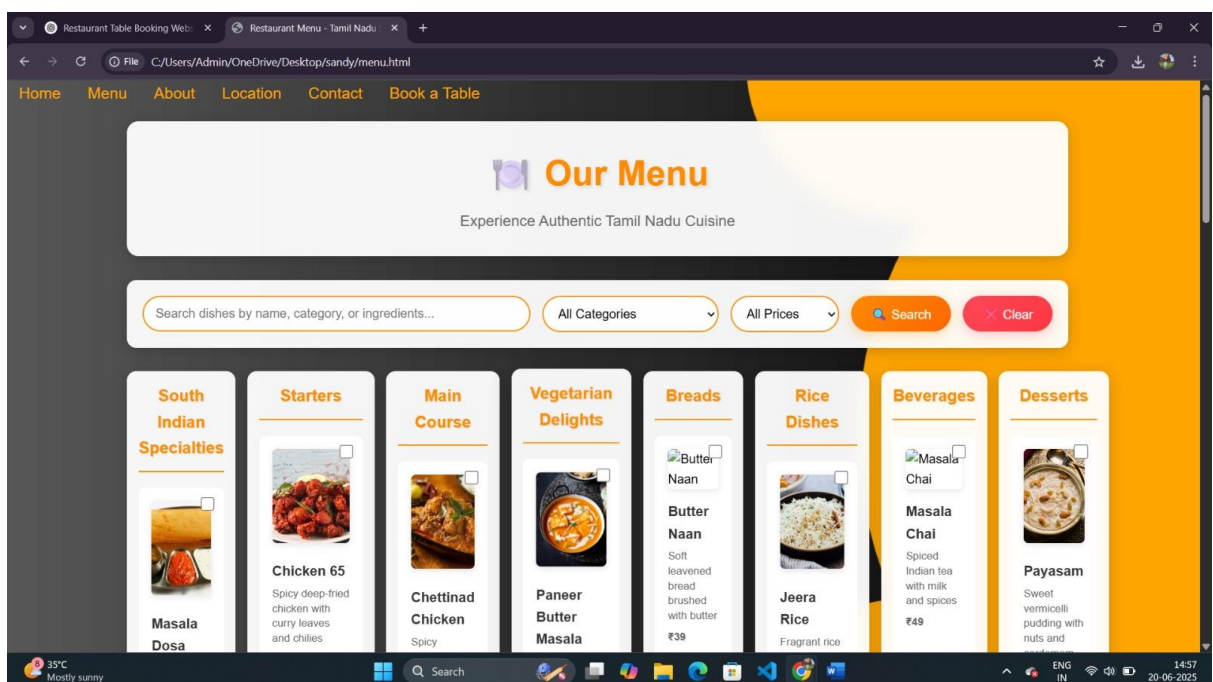 Restaurant Table Booking Webs
Restaurant Menu - Tamil Nadu
File C:/Users/Admin/OneDrive/Desktop/sandy/menu.html
Home Menu About Location Contact Book a Table
Our Menu
Experience Authentic Tamil Nadu Cuisine
Search dishes by name, category, or ingredients...
All Categories
All Prices
Search
Clear
South
Indian
Specialties
Masala
Dosa
Starters
Chicken 65
Spicy deep-fried
chicken with
curry leaves
and chilies
Main
Course
Chettinad
Chicken
Spicy
Vegetarian
Delights
Paneer
Butter
Masala
Breads
Butter
Naan
Butter
Naan
Soft
leavened
bread
brushed
with butter
₹39
Rice
Dishes
Jeera
Rice
Fragrant rice
Beverages
Masala
Chai
Masala
Chai
Spiced
Indian tea
with milk
and spices
₹49
Desserts
Payasam
Sweet
vermicelli
pudding with
nuts and
8
35°C
Mostly sunny
Search
ENG
IN
14:57
20-06-2025